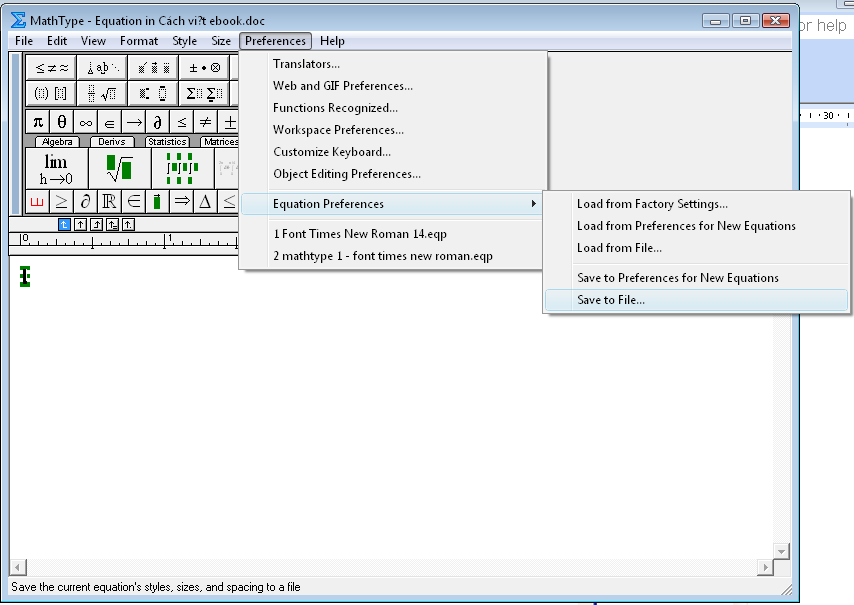 MathType - Equation in Cách vi?t ebook.doc
or help
File Edit View Format Style Size Preferences Help
Translators...
Web and GIF Preferences...
Functions Recognized...
Workspace Preferences...
Customize Keyboard...
Object Editing Preferences...
Equation Preferences
1 Font Times New Roman 14.eqp
2 mathtype 1 - font times new roman.eqp
Load from Factory Settings...
Load from Preferences for New Equations
Load from File...
Save to Preferences for New Equations
Save to File...
≤ ≠ ≈
± • ⊗
π θ ∞ ∈ → ∂ ≤ ≠ ±
Algebra Derivs Statistics Matrices
lim
h→0
≥ ∂ ℝ ∈ ⇒ Δ ≤
0 1
30
Save the current equation's styles, sizes, and spacing to a file